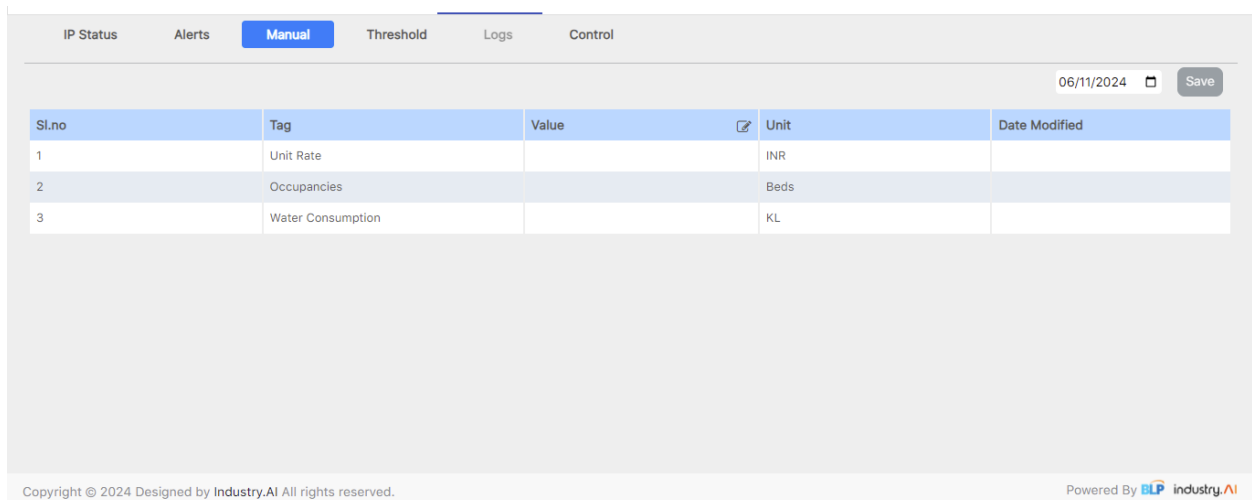 IP Status Alerts Manual Threshold Logs Control
06/11/2024 Save
Sl.no Tag Value Unit Date Modified
1 Unit Rate INR
2 Occupancies Beds
3 Water Consumption KL
Copyright © 2024 Designed by Industry.AI All rights reserved. Powered By BLP industry.AI